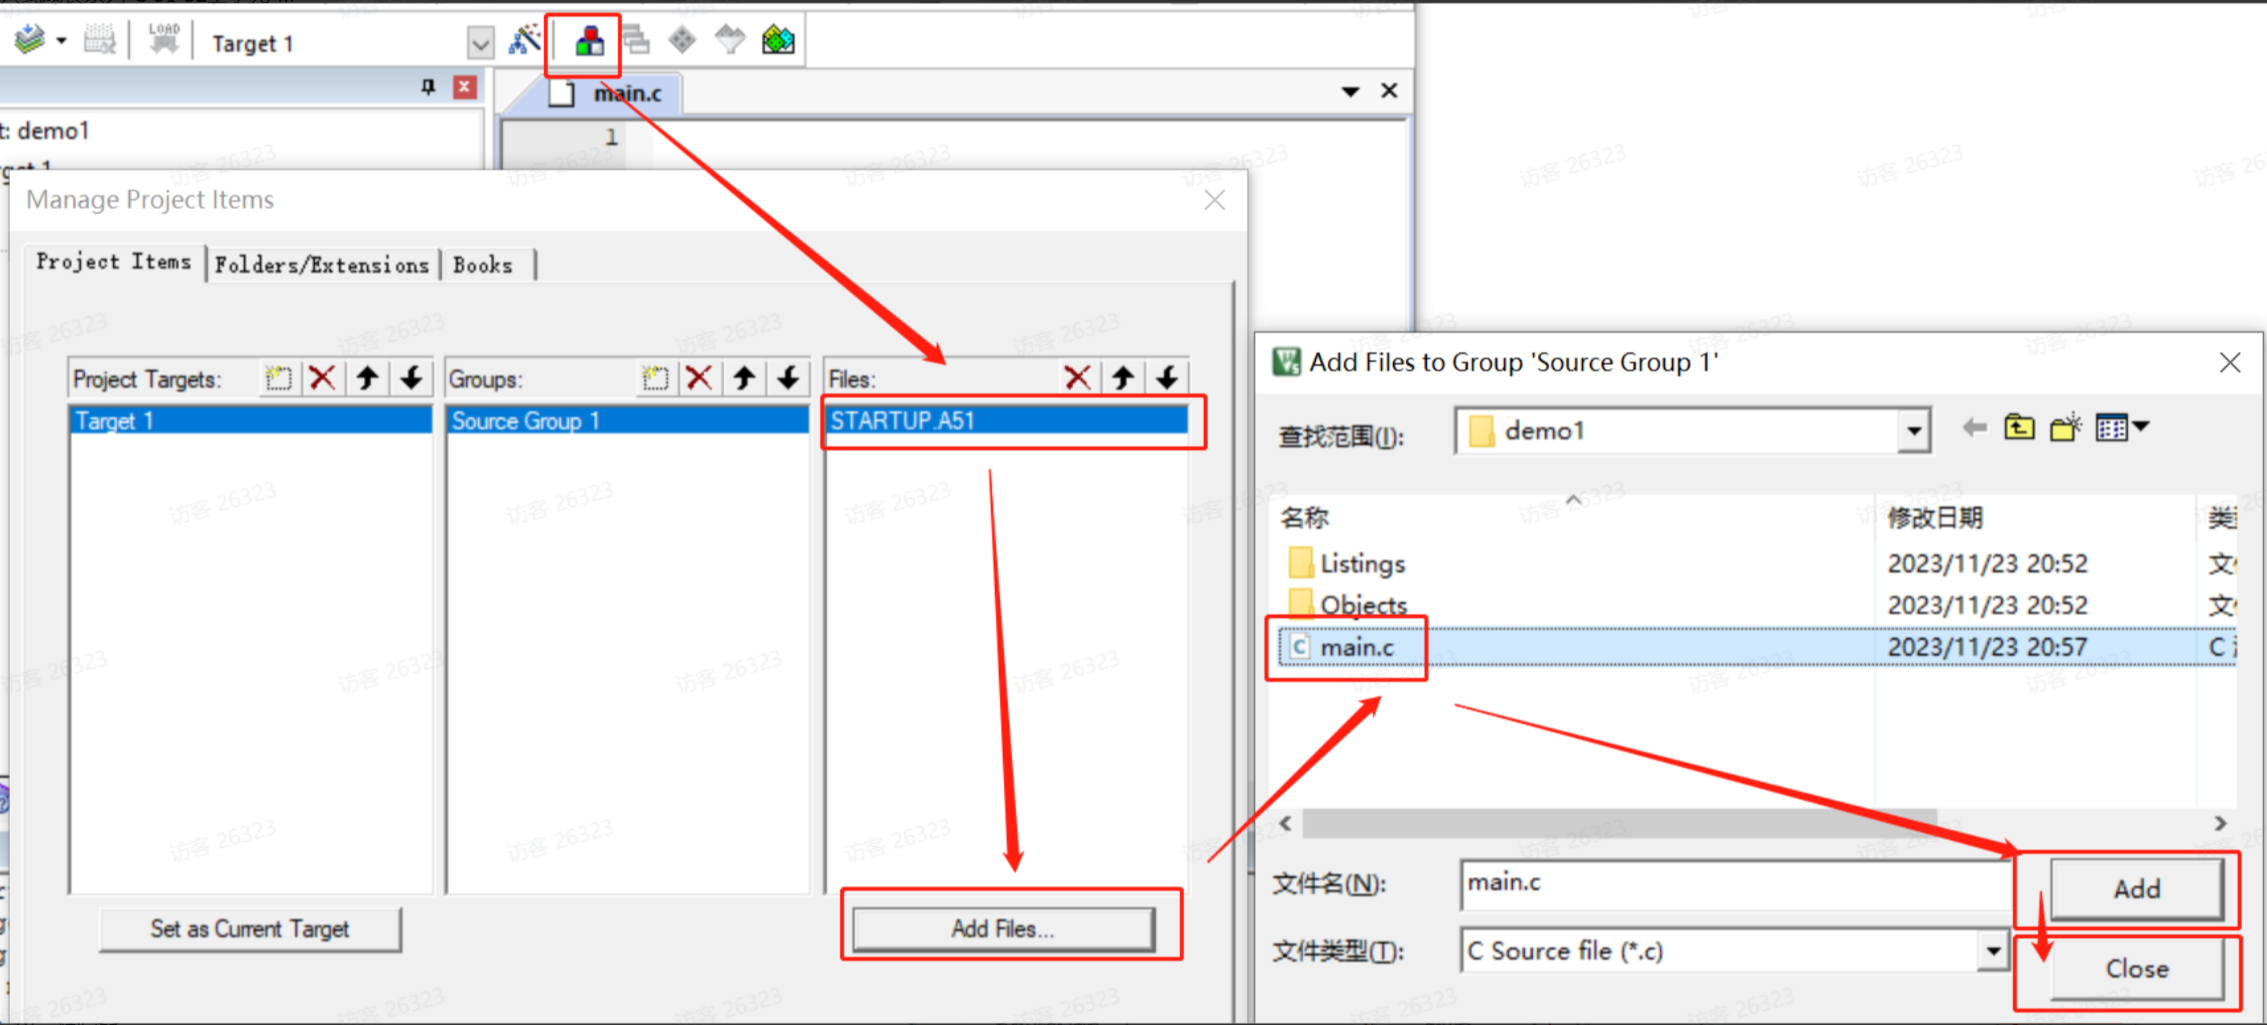 LOAD
Target 1
main.c
t: demo1
1
Manage Project Items
Project Items
Folders/Extensions
Books
Project Targets:
Groups:
Files:
Target 1
Source Group 1
STARTUP.A51
Set as Current Target
Add Files...
Add Files to Group 'Source Group 1'
查找范围(I):
demo1
名称
修改日期
Listings
2023/11/23 20:52
Objects
2023/11/23 20:52
main.c
2023/11/23 20:57
C
文件名(N):
main.c
Add
文件类型(T):
C Source file (*.c)
Close
访客 26323